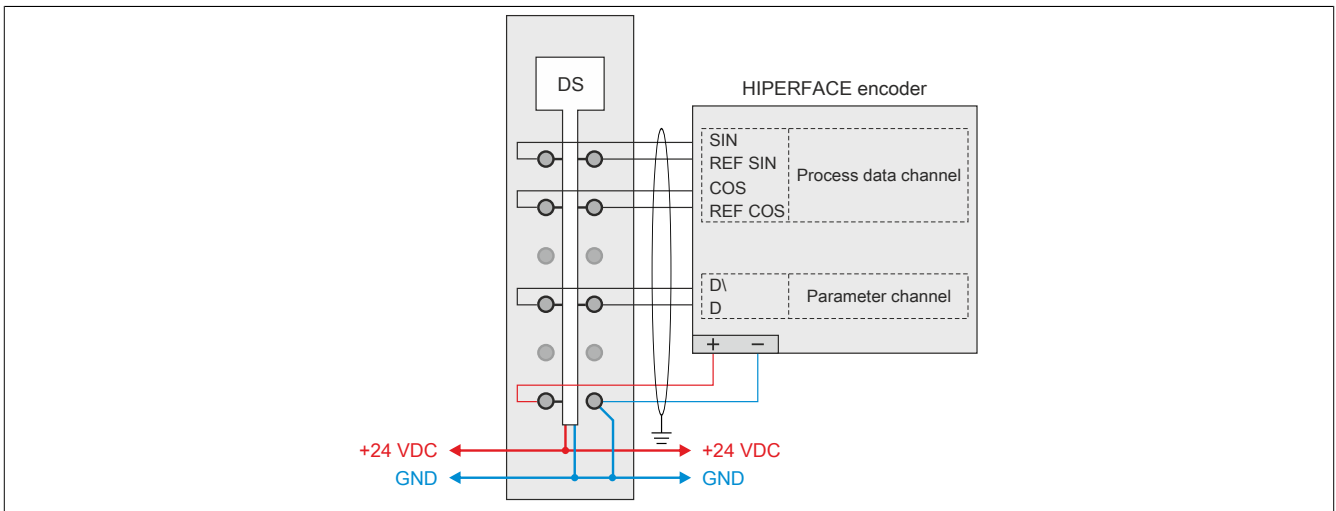 DS
HIPERFACE encoder
SIN
REF SIN
COS
REF COS
Process data channel
D\
D
Parameter channel
+ −
+24 VDC +24 VDC
GND GND